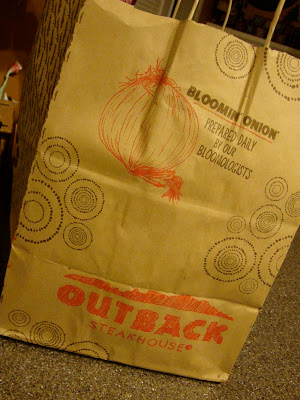 BLOOMIN' ONION®
PREPARED DAILY
BY OUR
BLOOMOLOGISTS
OUTBACK
STEAKHOUSE®